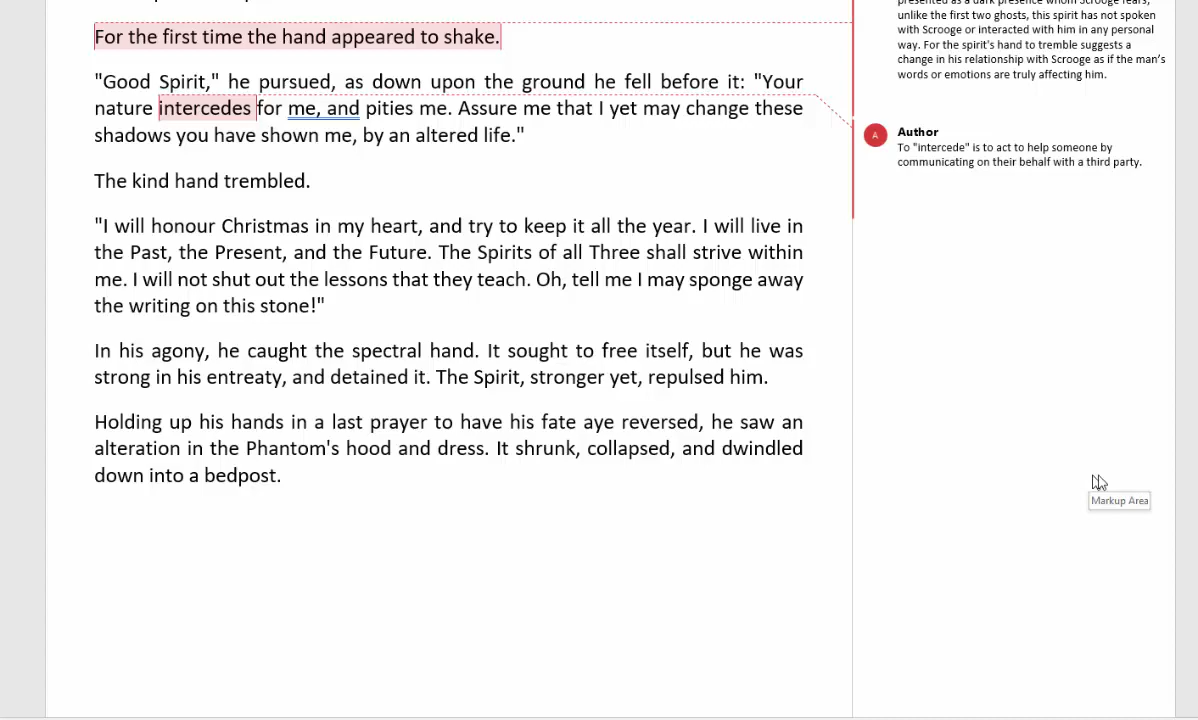 For the first time the hand appeared to shake.
"Good Spirit," he pursued, as down upon the ground he fell before it: "Your
nature intercedes for me, and pities me. Assure me that I yet may change these
shadows you have shown me, by an altered life."
The kind hand trembled.
"I will honour Christmas in my heart, and try to keep it all the year. I will live in
the Past, the Present, and the Future. The Spirits of all Three shall strive within
me. I will not shut out the lessons that they teach. Oh, tell me I may sponge away
the writing on this stone!"
In his agony, he caught the spectral hand. It sought to free itself, but he was
strong in his entreaty, and detained it. The Spirit, stronger yet, repulsed him.
Holding up his hands in a last prayer to have his fate aye reversed, he saw an
alteration in the Phantom's hood and dress. It shrunk, collapsed, and dwindled
down into a bedpost.
presented as a dark presence whom Scrooge fears,
unlike the first two ghosts, this spirit has not spoken
with Scrooge or interacted with him in any personal
way. For the spirit's hand to tremble suggests a
change in his relationship with Scrooge as if the man's
words or emotions are truly affecting him.
A
Author
To "intercede" is to act to help someone by
communicating on their behalf with a third party.
Markup Area